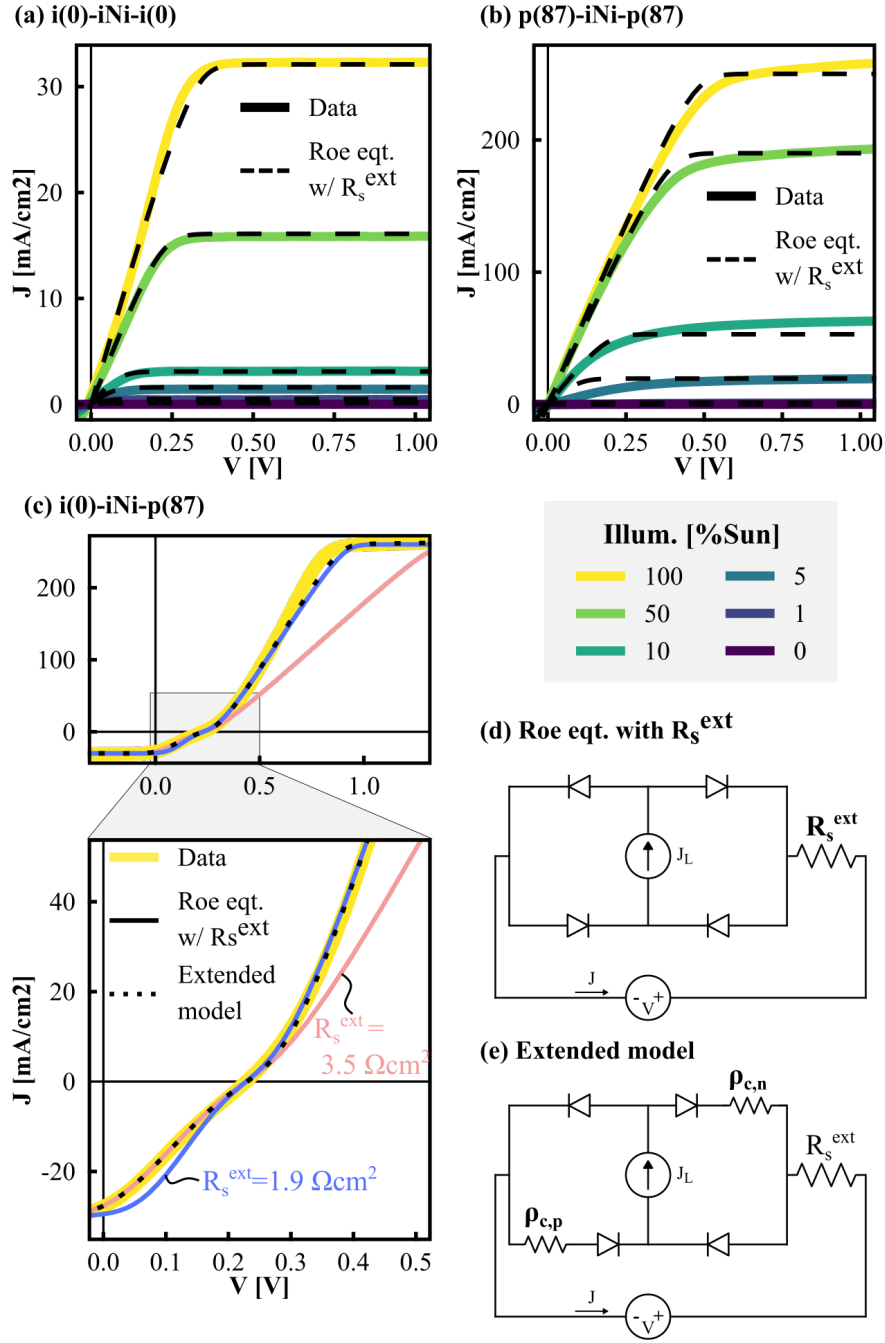 (a) i(0)-iNi-i(0)
30
20
10
0
J [mA/cm2]
Data
Roe eqt.
w/ Rₛᵉˣᵗ
0.00 0.25 0.50 0.75 1.00
V [V]
(b) p(87)-iNi-p(87)
200
100
0
J [mA/cm2]
Data
Roe eqt.
w/ Rₛᵉˣᵗ
0.00 0.25 0.50 0.75 1.00
V [V]
(c) i(0)-iNi-p(87)
200
100
0
0.0 0.5 1.0
Data
Roe eqt.
w/ Rsᵉˣᵗ
Extended
model
40
20
0
-20
J [mA/cm2]
Rₛᵉˣᵗ=
3.5 Ωcm²
Rₛᵉˣᵗ=1.9 Ωcm²
0.0 0.1 0.2 0.3 0.4 0.5
V [V]
Illum. [%Sun]
100 5
50 1
10 0
(d) Roe eqt. with Rₛᵉˣᵗ
Rₛᵉˣᵗ
J_L
J
- V +
(e) Extended model
ρc,n
Rₛᵉˣᵗ
J_L
ρc,p
J
- V +